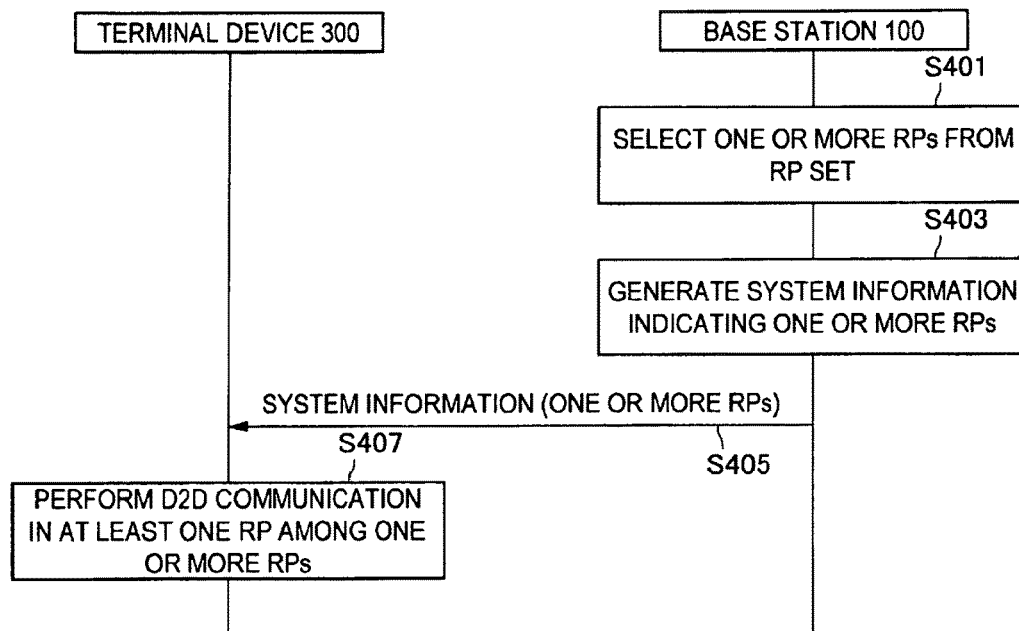 TERMINAL DEVICE 300
BASE STATION 100
S401
SELECT ONE OR MORE RPs FROM
RP SET
S403
GENERATE SYSTEM INFORMATION
INDICATING ONE OR MORE RPs
SYSTEM INFORMATION (ONE OR MORE RPs)
S405
S407
PERFORM D2D COMMUNICATION
IN AT LEAST ONE RP AMONG ONE
OR MORE RPs